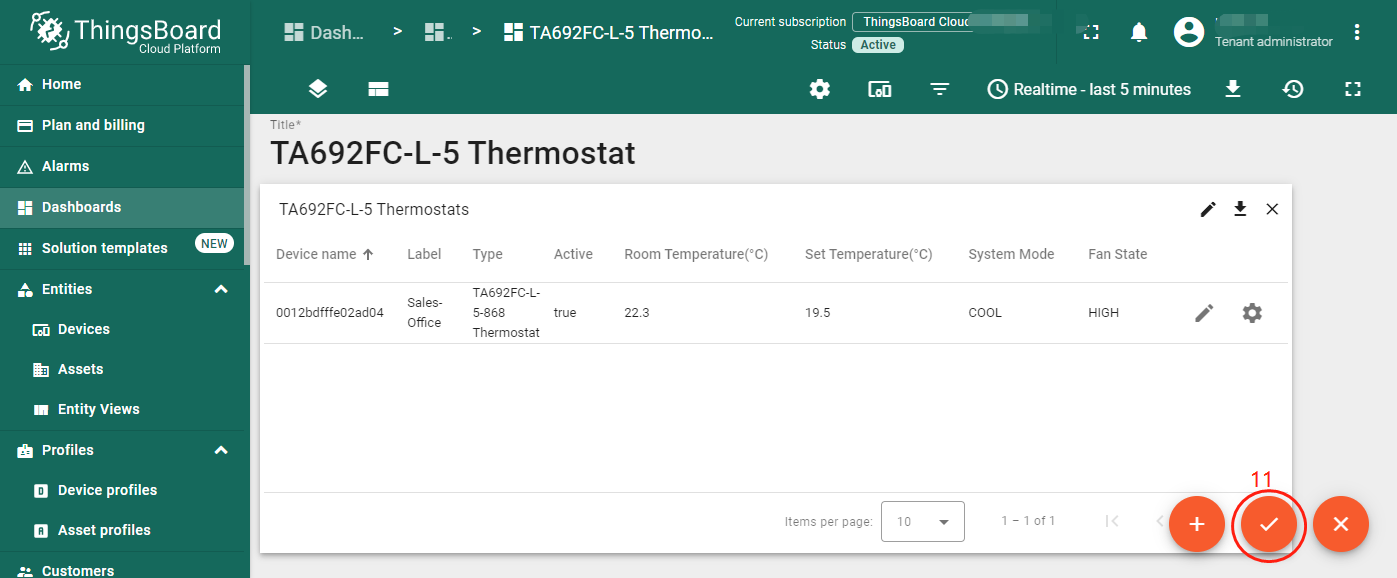 ThingsBoard
Cloud Platform
Dash...
>
>
TA692FC-L-5 Thermo...
Current subscription
ThingsBoard Cloud
Status
Active
Tenant administrator
Home
Plan and billing
Alarms
Dashboards
Solution templates
NEW
Entities
Devices
Assets
Entity Views
Profiles
Device profiles
Asset profiles
Customers
Realtime - last 5 minutes
Title*
TA692FC-L-5 Thermostat
TA692FC-L-5 Thermostats
Device name Label Type Active Room Temperature(°C) Set Temperature(°C) System Mode Fan State
0012bdfffe02ad04
Sales-
Office
TA692FC-L-
5-868
Thermostat
true
22.3
19.5
COOL
HIGH
Items per page:
10
1 – 1 of 1
11